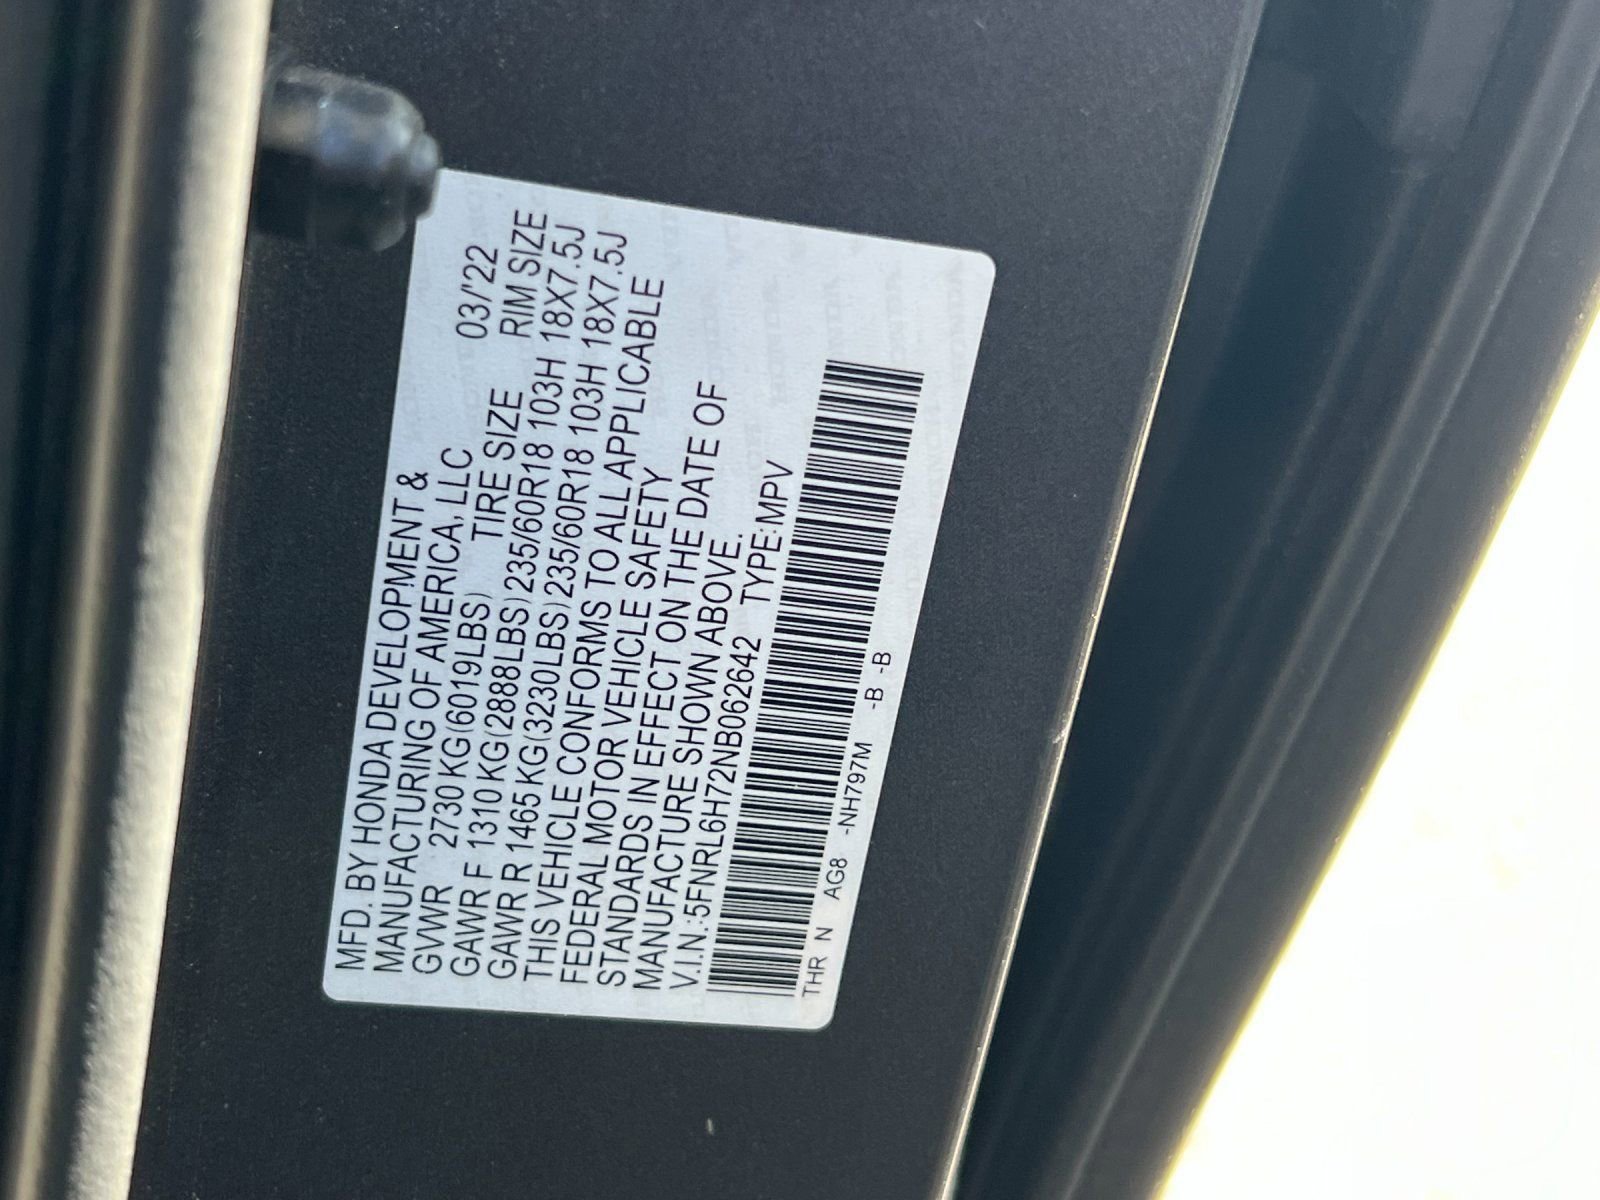 MFD. BY HONDA DEVELOPMENT &
MANUFACTURING OF AMERICA, LLC 03/'22
GVWR 2730 KG(6019LBS) TIRE SIZE RIM SIZE
GAWR F 1310 KG(2888LBS)235/60R18 103H 18X7.5J
GAWR R 1465 KG(3230LBS)235/60R18 103H 18X7.5J
THIS VEHICLE CONFORMS TO ALL APPLICABLE
FEDERAL MOTOR VEHICLE SAFETY
STANDARDS IN EFFECT ON THE DATE OF
MANUFACTURE SHOWN ABOVE.
V.I.N.:5FNRL6H72NB062642 TYPE:MPV
THR N AG8 -NH797M -B -B